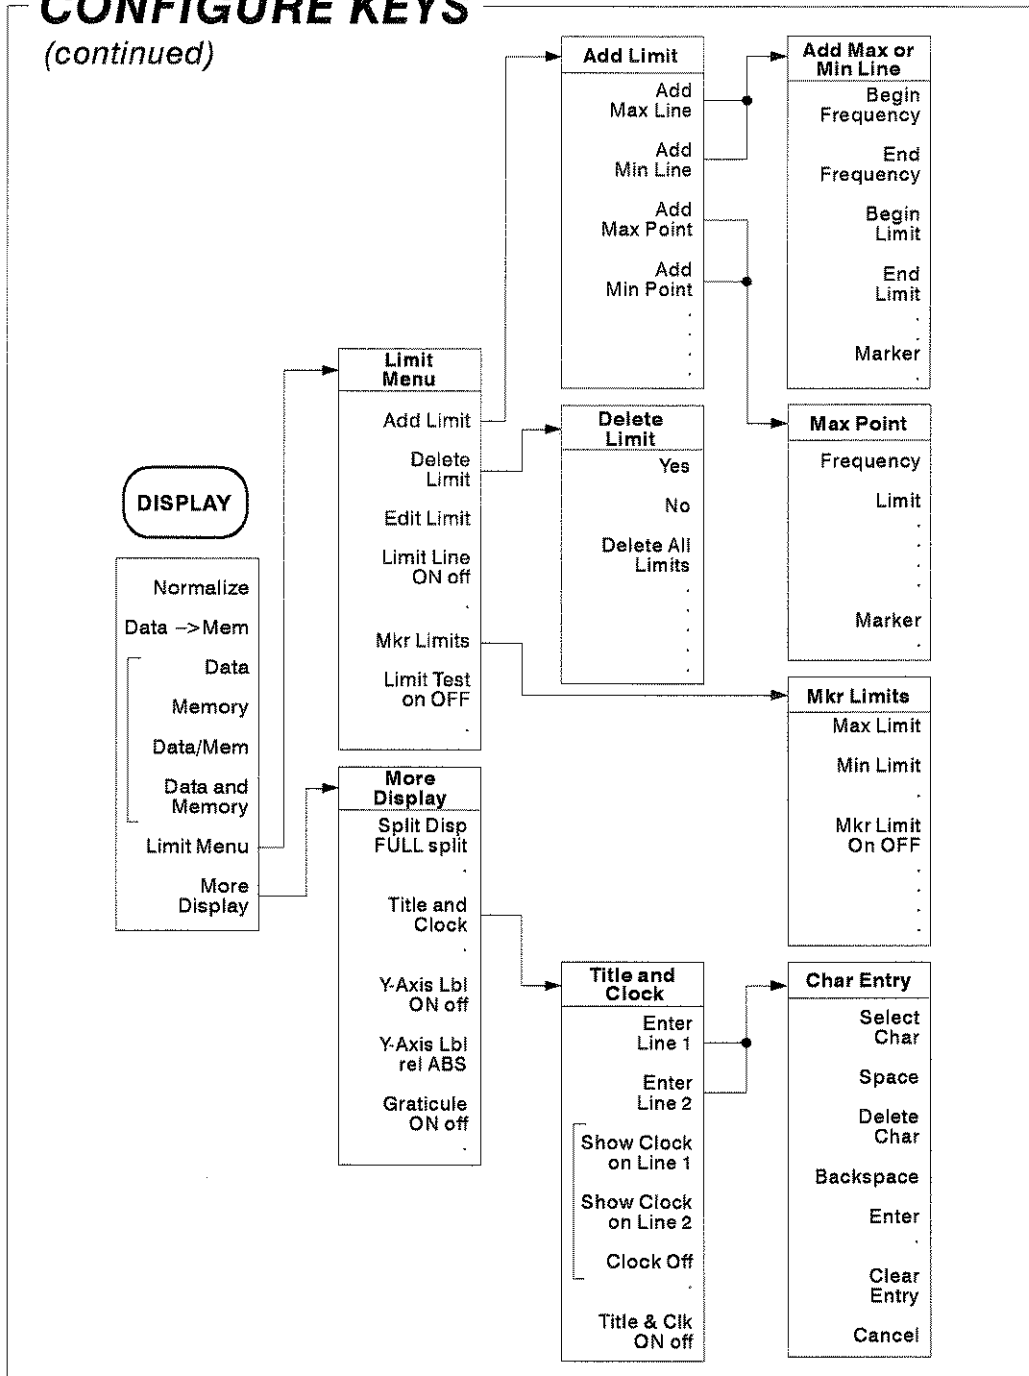 CONFIGURE KEYS
(continued)
DISPLAY
Normalize
Data –>Mem
Data
Memory
Data/Mem
Data and
Memory
Limit Menu
More
Display
Limit
Menu
Add Limit
Delete
Limit
Edit Limit
Limit Line
ON off
.
Mkr Limits
Limit Test
on OFF
.
More
Display
Split Disp
FULL split
.
Title and
Clock
.
Y-Axis Lbl
ON off
Y-Axis Lbl
rel ABS
Graticule
ON off
.
Add Limit
Add
Max Line
Add
Min Line
Add
Max Point
Add
Min Point
.
.
.
.
Delete
Limit
Yes
No
Delete All
Limits
.
.
.
.
.
Title and
Clock
Enter
Line 1
Enter
Line 2
Show Clock
on Line 1
Show Clock
on Line 2
Clock Off
.
Title & Clk
ON off
Add Max or
Min Line
Begin
Frequency
End
Frequency
Begin
Limit
End
Limit
.
Marker
.
Max Point
Frequency
Limit
.
.
.
.
Marker
.
Mkr Limits
Max Limit
Min Limit
.
Mkr Limit
On OFF
.
.
.
.
Char Entry
Select
Char
Space
Delete
Char
Backspace
Enter
.
Clear
Entry
Cancel